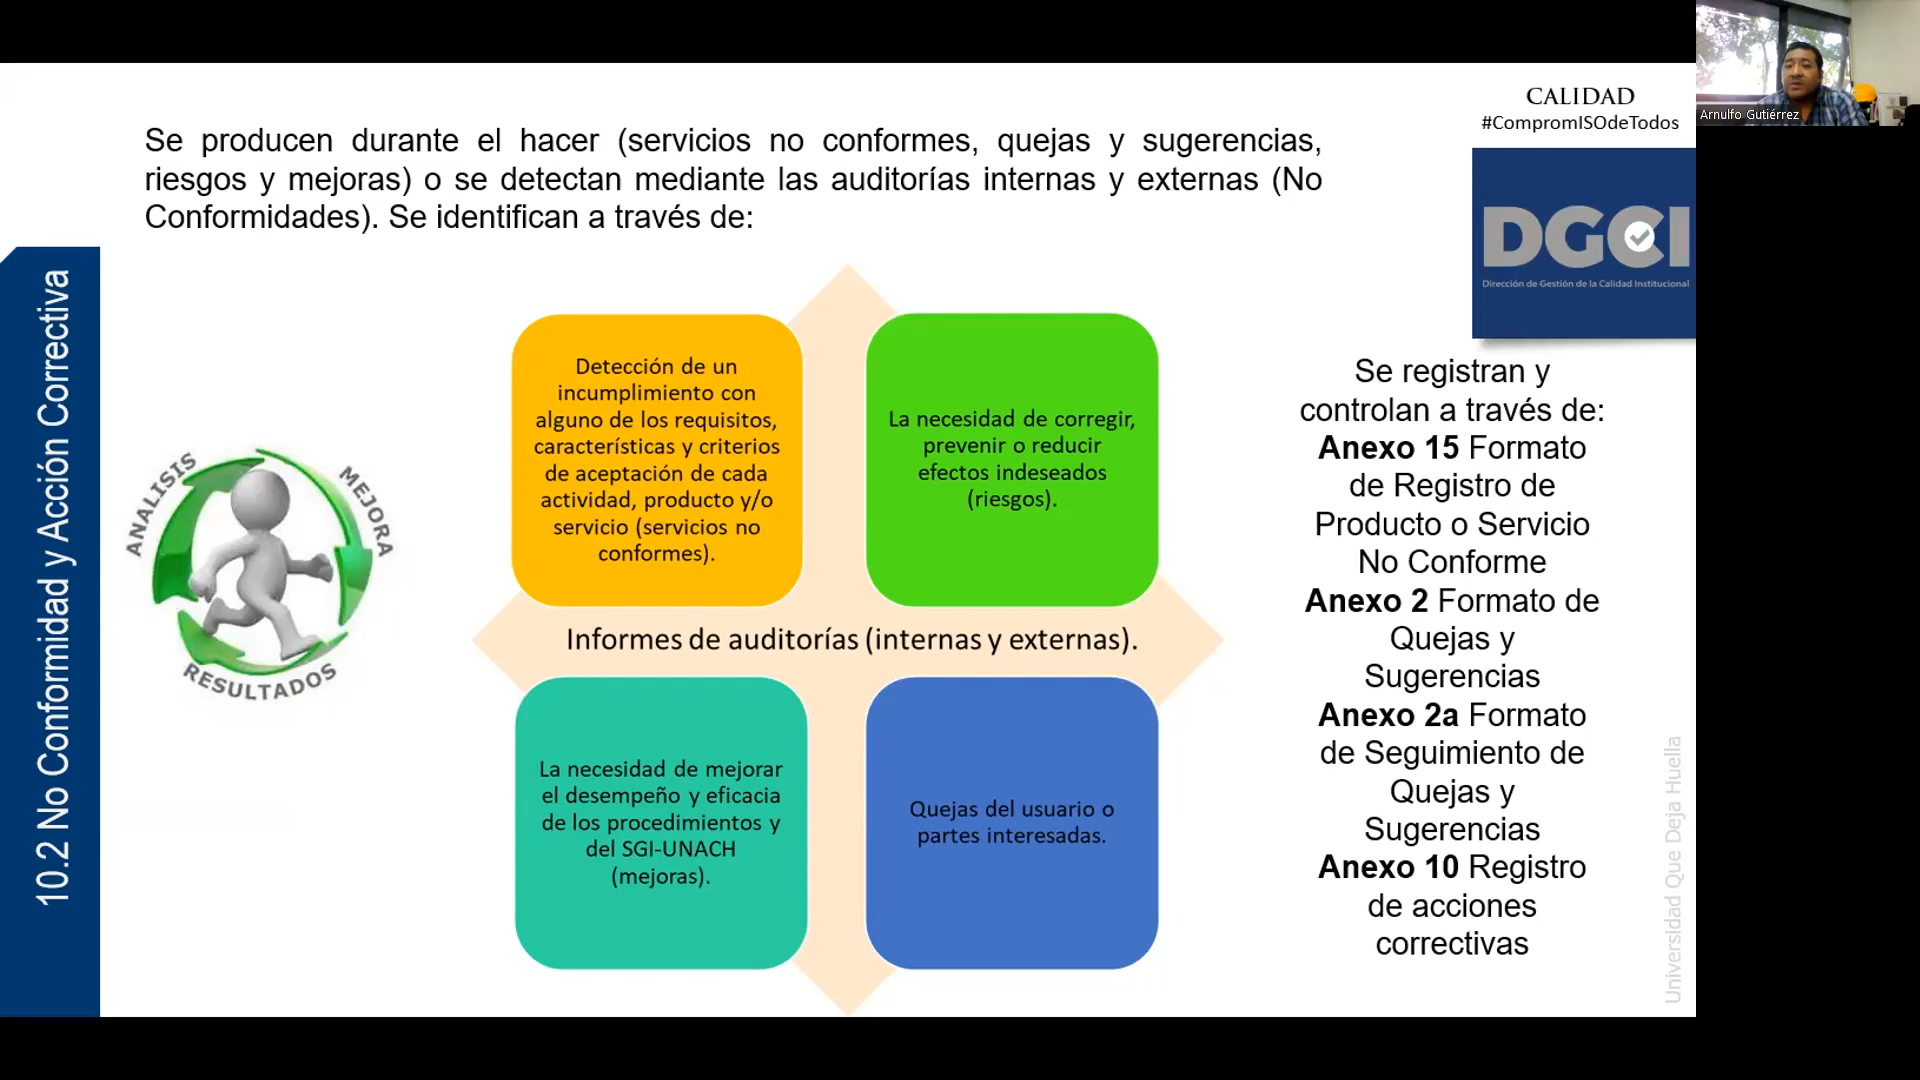 CALIDAD
#CompromISOdeTodos
Arnulfo Gutiérrez
Se producen durante el hacer (servicios no conformes, quejas y sugerencias,
riesgos y mejoras) o se detectan mediante las auditorías internas y externas (No
Conformidades). Se identifican a través de:
DGCI
Dirección de Gestión de la Calidad Institucional
10.2 No Conformidad y Acción Correctiva
ANALISIS
MEJORA
RESULTADOS
Detección de un
incumplimiento con
alguno de los requisitos,
características y criterios
de aceptación de cada
actividad, producto y/o
servicio (servicios no
conformes).
La necesidad de corregir,
prevenir o reducir
efectos indeseados
(riesgos).
Informes de auditorías (internas y externas).
La necesidad de mejorar
el desempeño y eficacia
de los procedimientos y
del SGI-UNACH
(mejoras).
Quejas del usuario o
partes interesadas.
Se registran y
controlan a través de:
Anexo 15 Formato
de Registro de
Producto o Servicio
No Conforme
Anexo 2 Formato de
Quejas y
Sugerencias
Anexo 2a Formato
de Seguimiento de
Quejas y
Sugerencias
Anexo 10 Registro
de acciones
correctivas
Universidad Que Deja Huella